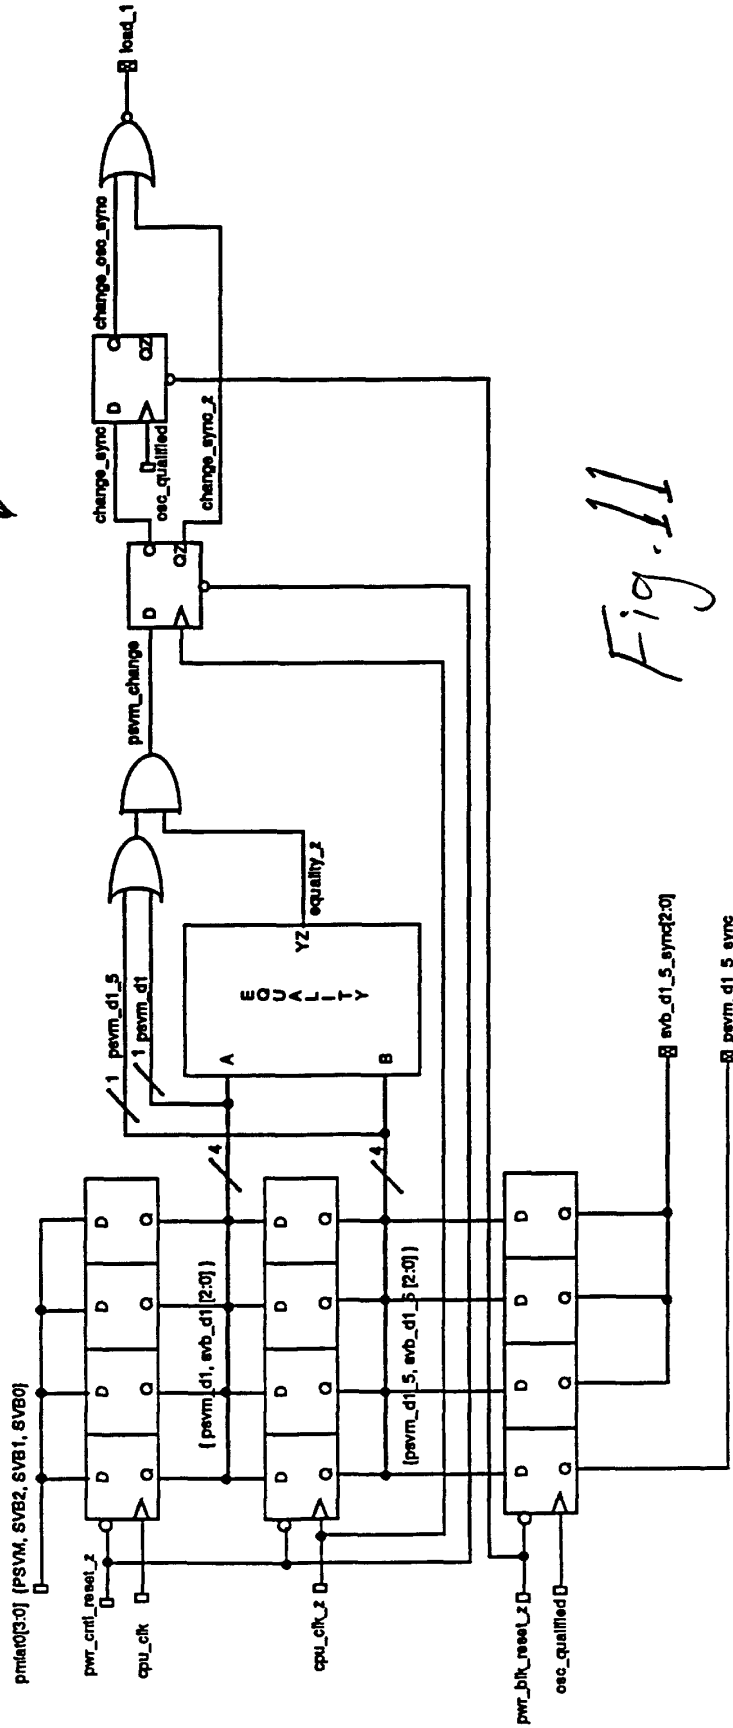 load_1
change_osc_sync
change_sync
Q
QZ
D
osc_qualified
change_sync_z
Q
QZ
D
psvm_change
equality_z
YZ
EQUALITY
A
B
1 psvm_d1_5
1 psvm_d1
4
4
pmlat0[3:0] {PSVM, SVB2, SVB1, SVB0}
D D D D
Q Q Q Q
pwr_cntl_reset_z
cpu_clk
{psvm_d1, svb_d1 [2:0]}
D D D D
Q Q Q Q
cpu_clk_z
{psvm_d1_5, svb_d1_5 [2:0]}
D D D D
Q Q Q Q
pwr_blk_reset_z
osc_qualified
svb_d1_5_sync[2:0]
psvm_d1_5_sync
Fig. 11